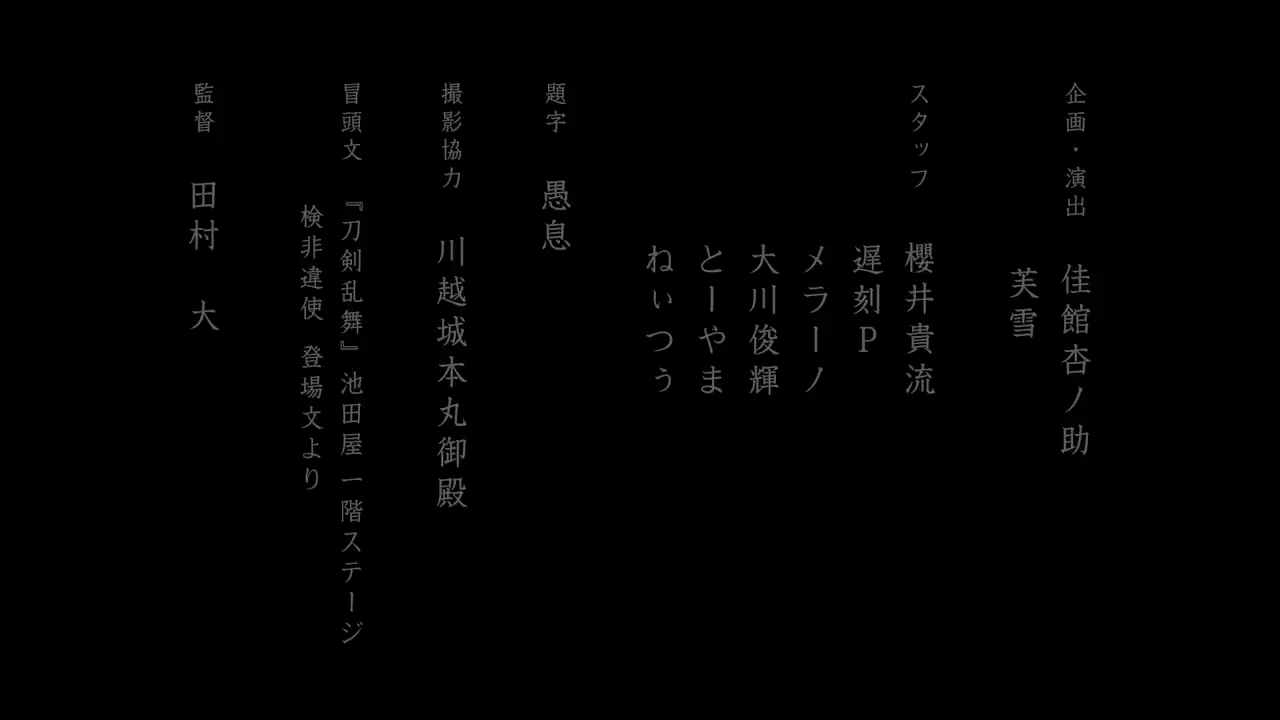 企画・演出　佳館杏ノ助
芙雪
スタッフ　櫻井貴流
遅刻P
メラーノ
大川俊輝
とーやま
ねぃつぅ
題字　愚息
撮影協力　川越城本丸御殿
冒頭文　『刀剣乱舞』池田屋 一階ステージ
検非違使　登場文より
監督　田村　大